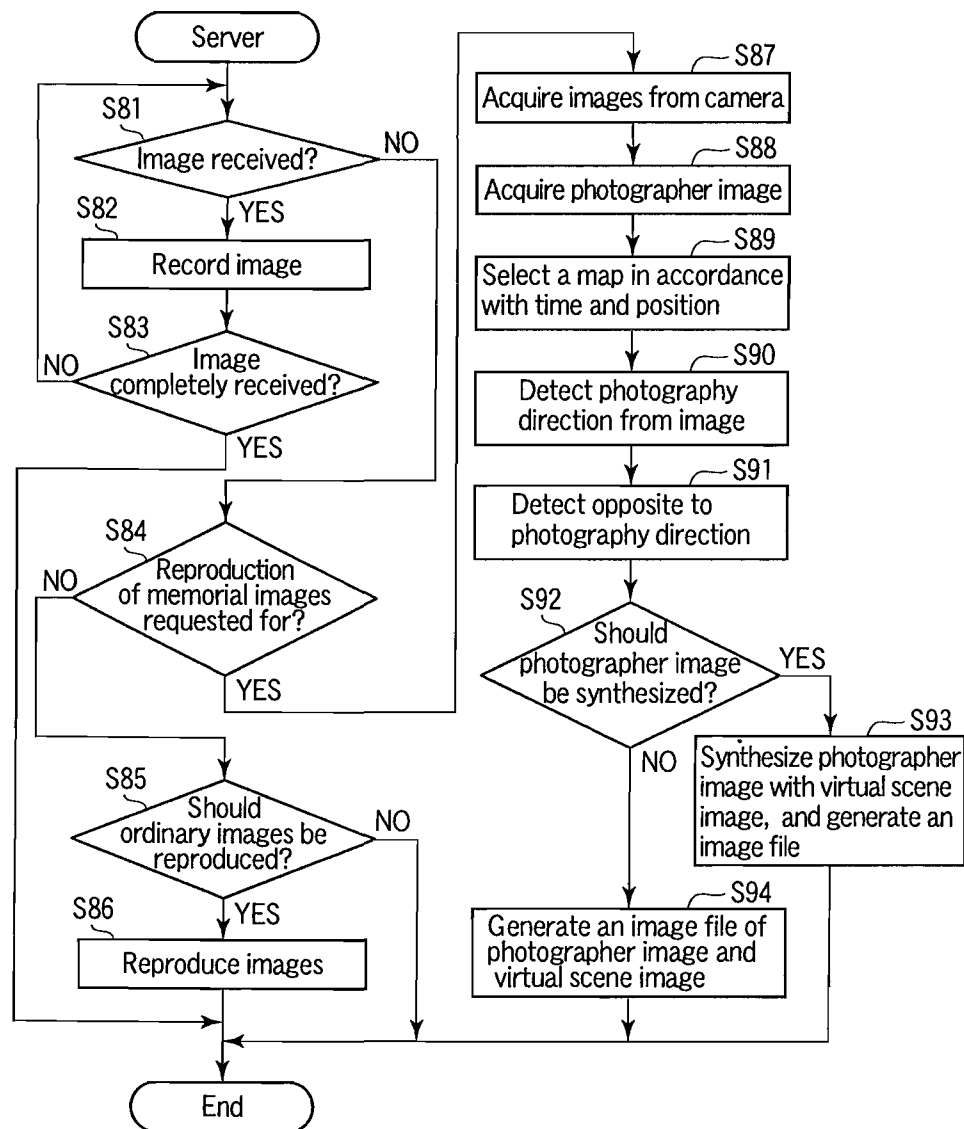 Server
S81
Image received?
NO
YES
S82
Record image
S83
NO
Image
completely received?
YES
S84
NO
Reproduction
of memorial images
requested for?
YES
S85
Should
ordinary images be
reproduced?
NO
YES
S86
Reproduce images
End
S87
Acquire images from camera
S88
Acquire photographer image
S89
Select a map in accordance
with time and position
S90
Detect photography
direction from image
S91
Detect opposite to
photography direction
S92
Should
photographer image
be synthesized?
YES
NO
S93
Synthesize photographer
image with virtual scene
image, and generate an
image file
S94
Generate an image file of
photographer image and
virtual scene image